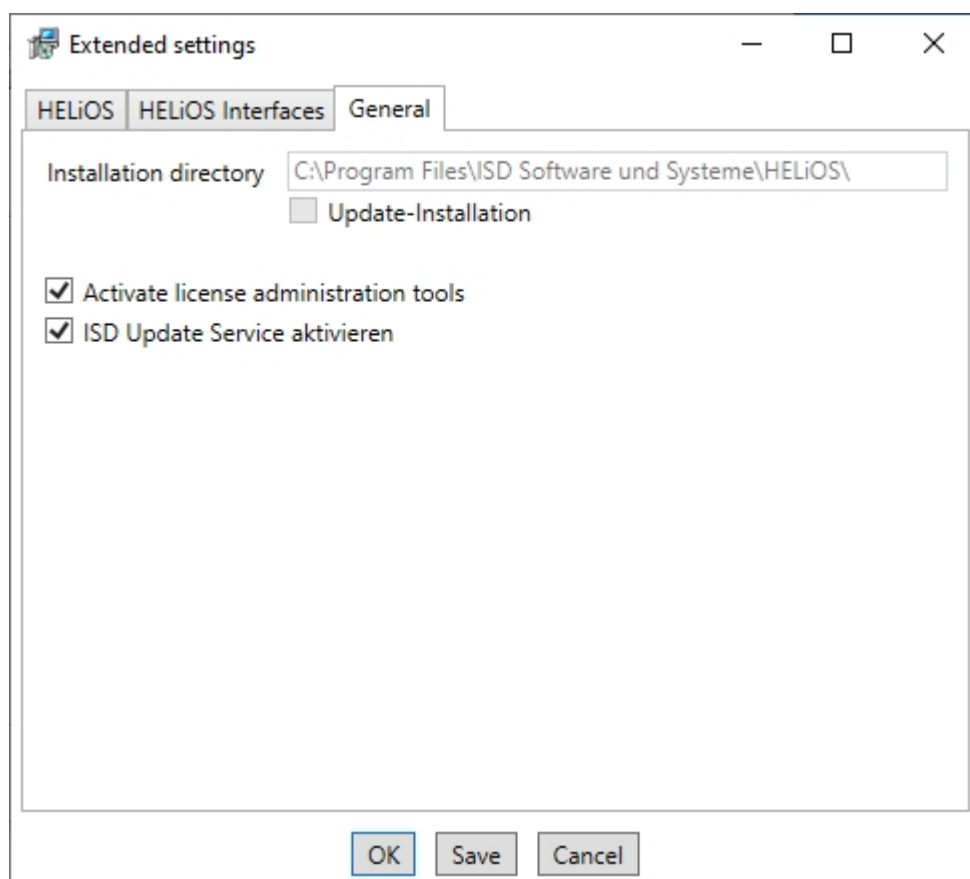 Extended settings
HELiOS HELiOS Interfaces General
Installation directory C:\Program Files\ISD Software und Systeme\HELiOS\
Update-Installation
Activate license administration tools
ISD Update Service aktivieren
OK Save Cancel